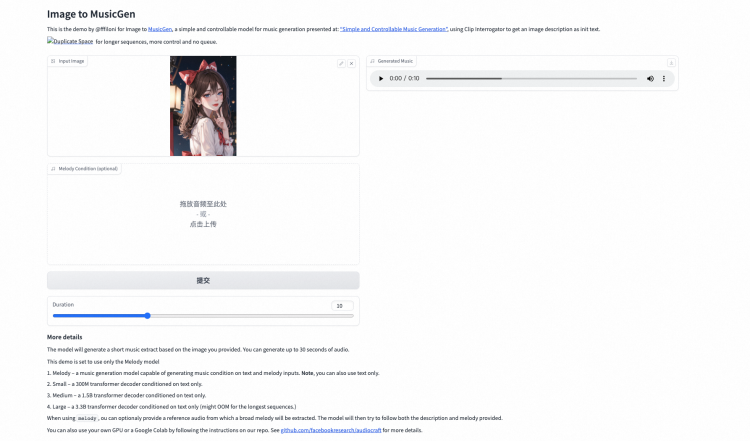 Image to MusicGen
This is the demo by @fffiloni for image to MusicGen, a simple and controllable model for music generation presented at: "Simple and Controllable Music Generation", using Clip Interrogator to get an image description as init text.
Duplicate Space for longer sequences, more control and no queue.
Input Image
Generated Music
0:00 / 0:10
Melody Condition (optional)
拖放音频至此处
- 或 -
点击上传
提交
Duration
10
More details
The model will generate a short music extract based on the image you provided. You can generate up to 30 seconds of audio.
This demo is set to use only the Melody model
1. Melody – a music generation model capable of generating music condition on text and melody inputs. Note, you can also use text only.
2. Small – a 300M transformer decoder conditioned on text only.
3. Medium – a 1.5B transformer decoder conditioned on text only.
4. Large – a 3.3B transformer decoder conditioned on text only (might OOM for the longest sequences.)
When using melody, you can optionaly provide a reference audio from which a broad melody will be extracted. The model will then try to follow both the description and melody provided.
You can also use your own GPU or a Google Colab by following the instructions on our repo. See github.com/facebookresearch/audiocraft for more details.